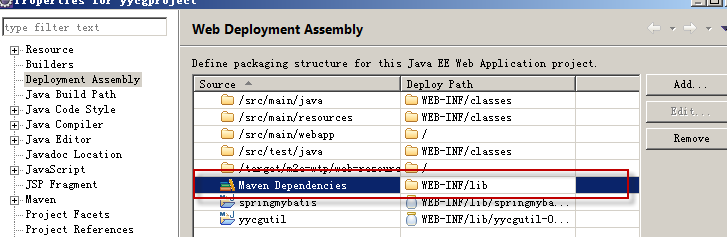 Properties for yycgproject
type filter text
Web Deployment Assembly
Resource
Builders
Deployment Assembly
Java Build Path
Java Code Style
Java Compiler
Java Editor
Javadoc Location
JavaScript
JSP Fragment
Maven
Project Facets
Project References
Define packaging structure for this Java EE Web Application project.
Source Deploy Path
/src/main/java WEB-INF/classes
/src/main/resources WEB-INF/classes
/src/main/webapp /
/src/test/java WEB-INF/classes
/target/m2e-wtp/web-resour... /
Maven Dependencies WEB-INF/lib
springmybatis WEB-INF/lib/springmyba...
yycgutil WEB-INF/lib/yycgutil-0...
Add...
Edit...
Remove